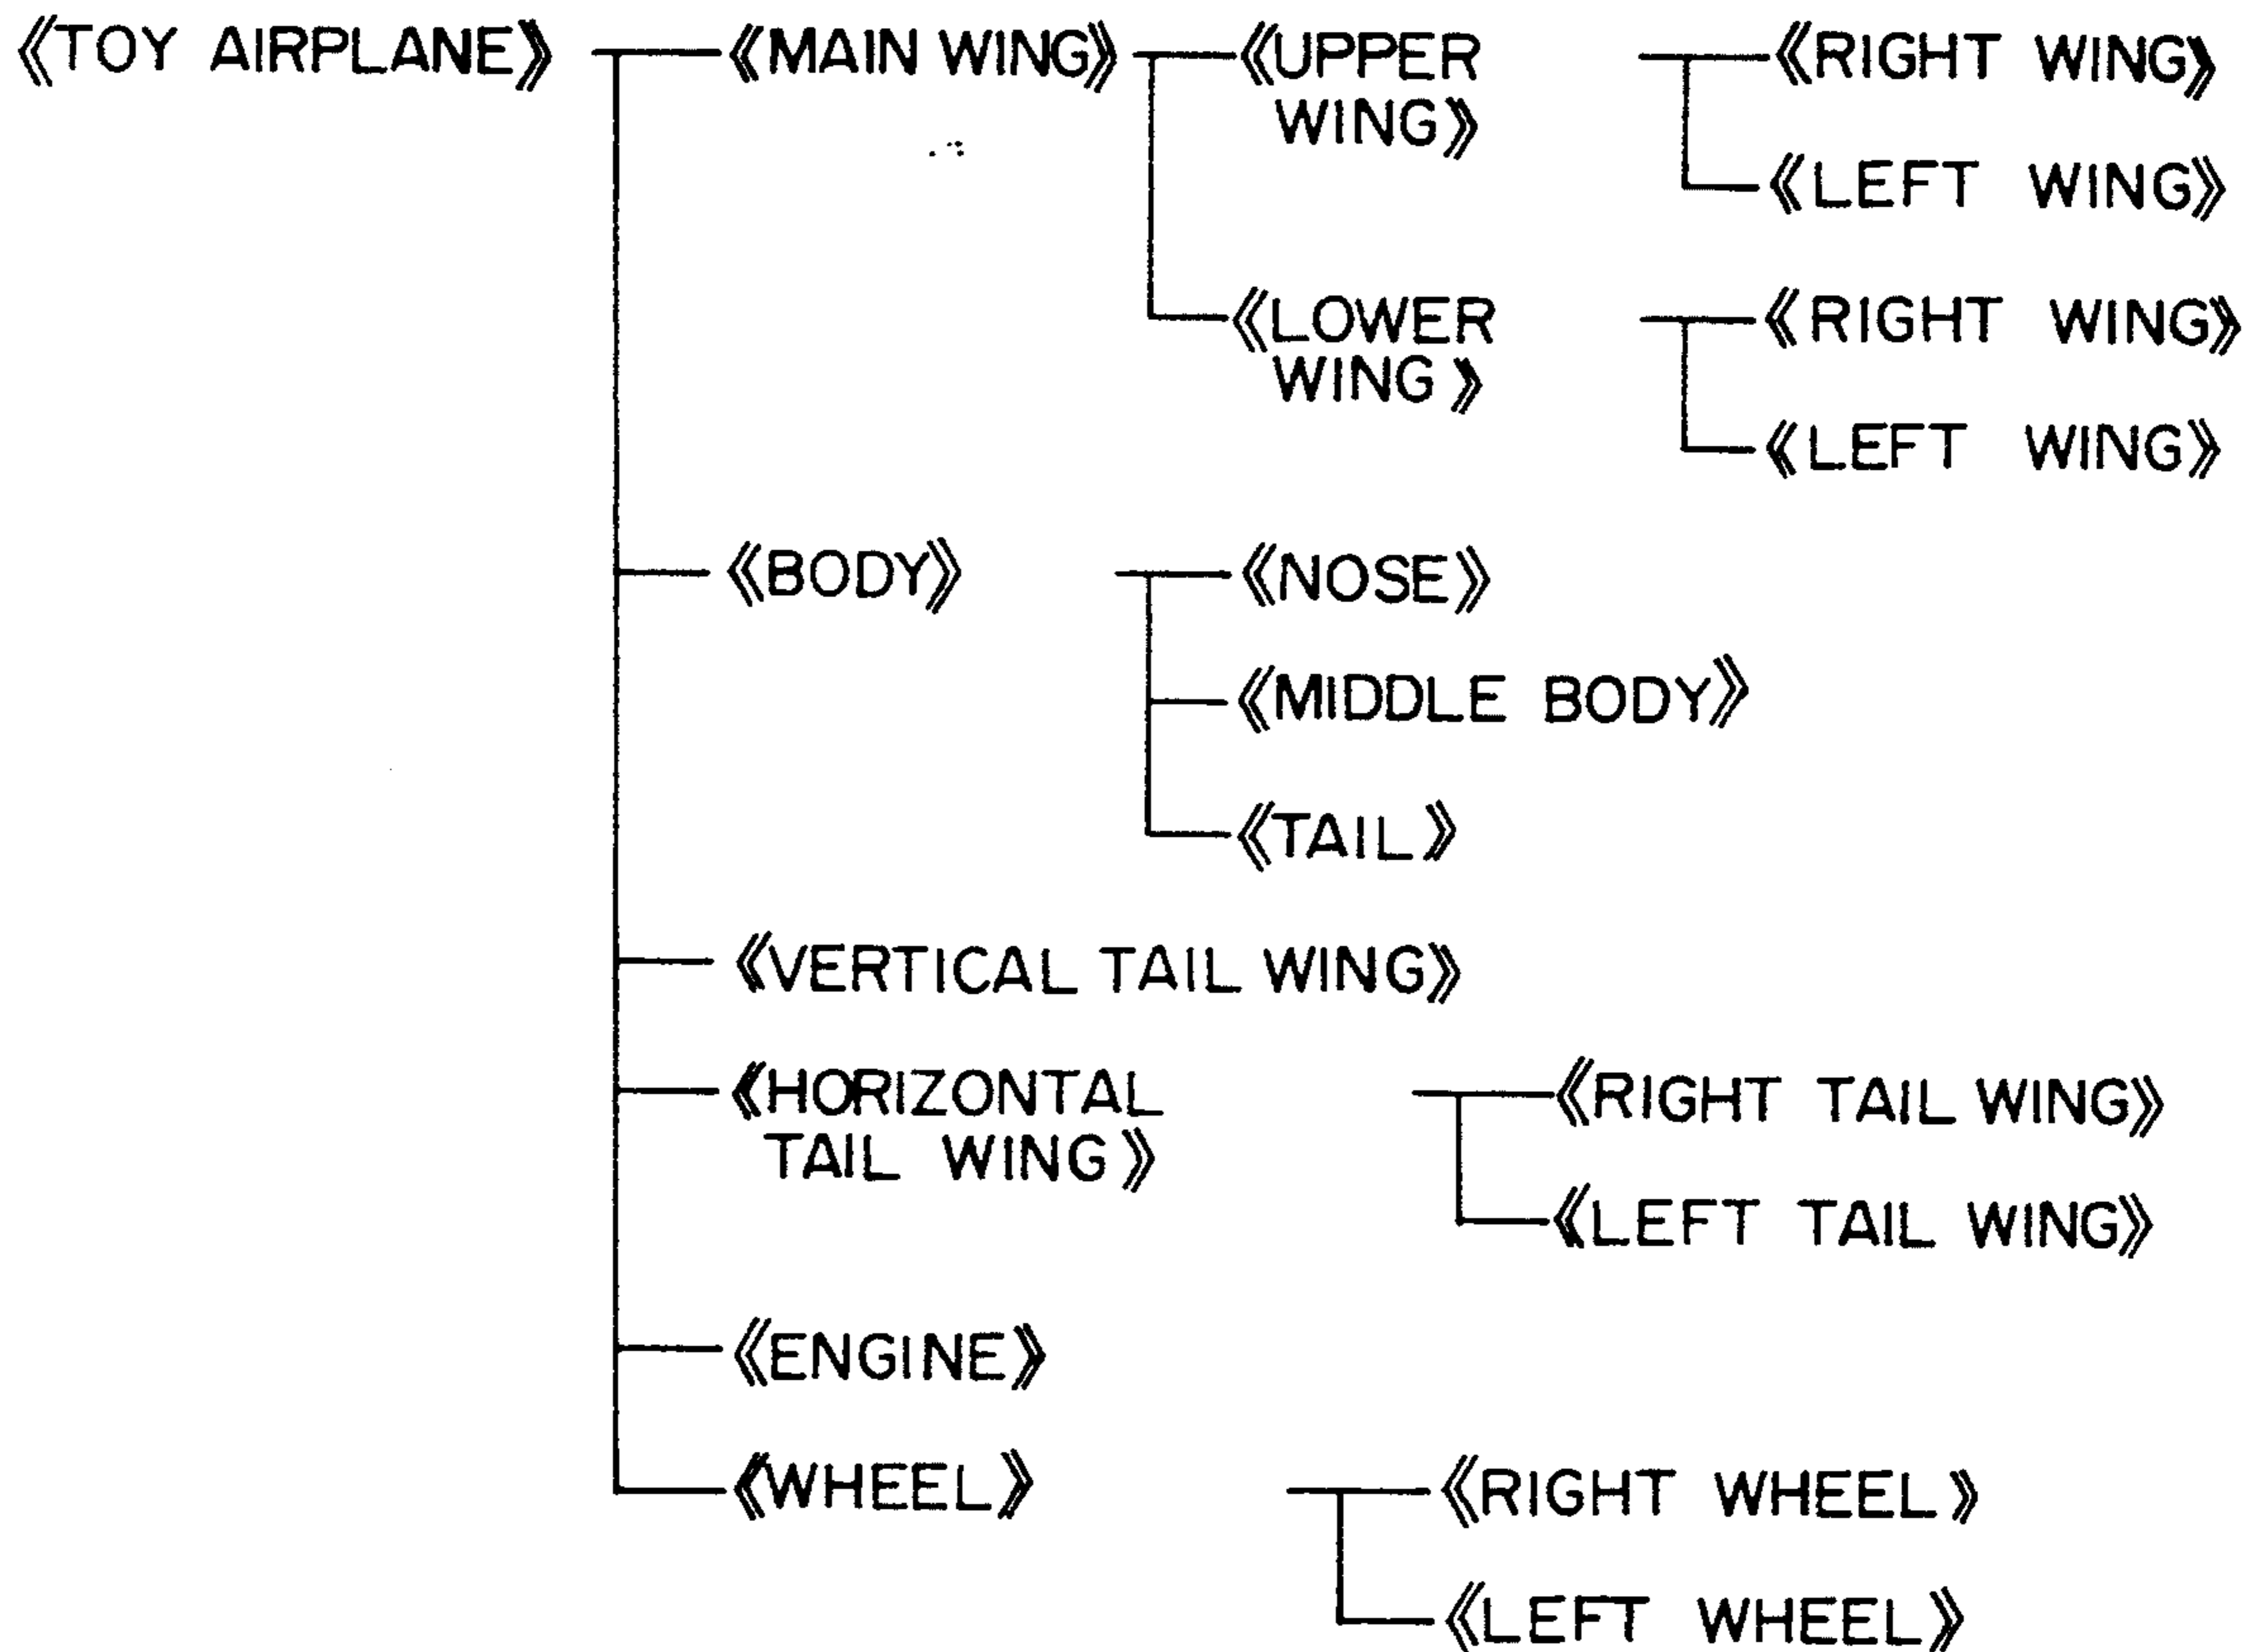 《TOY AIRPLANE》 《MAIN WING》 《UPPER WING》 《RIGHT WING》
《LEFT WING》
《LOWER WING》 《RIGHT WING》
《LEFT WING》
《BODY》 《NOSE》
《MIDDLE BODY》
《TAIL》
《VERTICAL TAIL WING》
《HORIZONTAL TAIL WING》 《RIGHT TAIL WING》
《LEFT TAIL WING》
《ENGINE》
《WHEEL》 《RIGHT WHEEL》
《LEFT WHEEL》